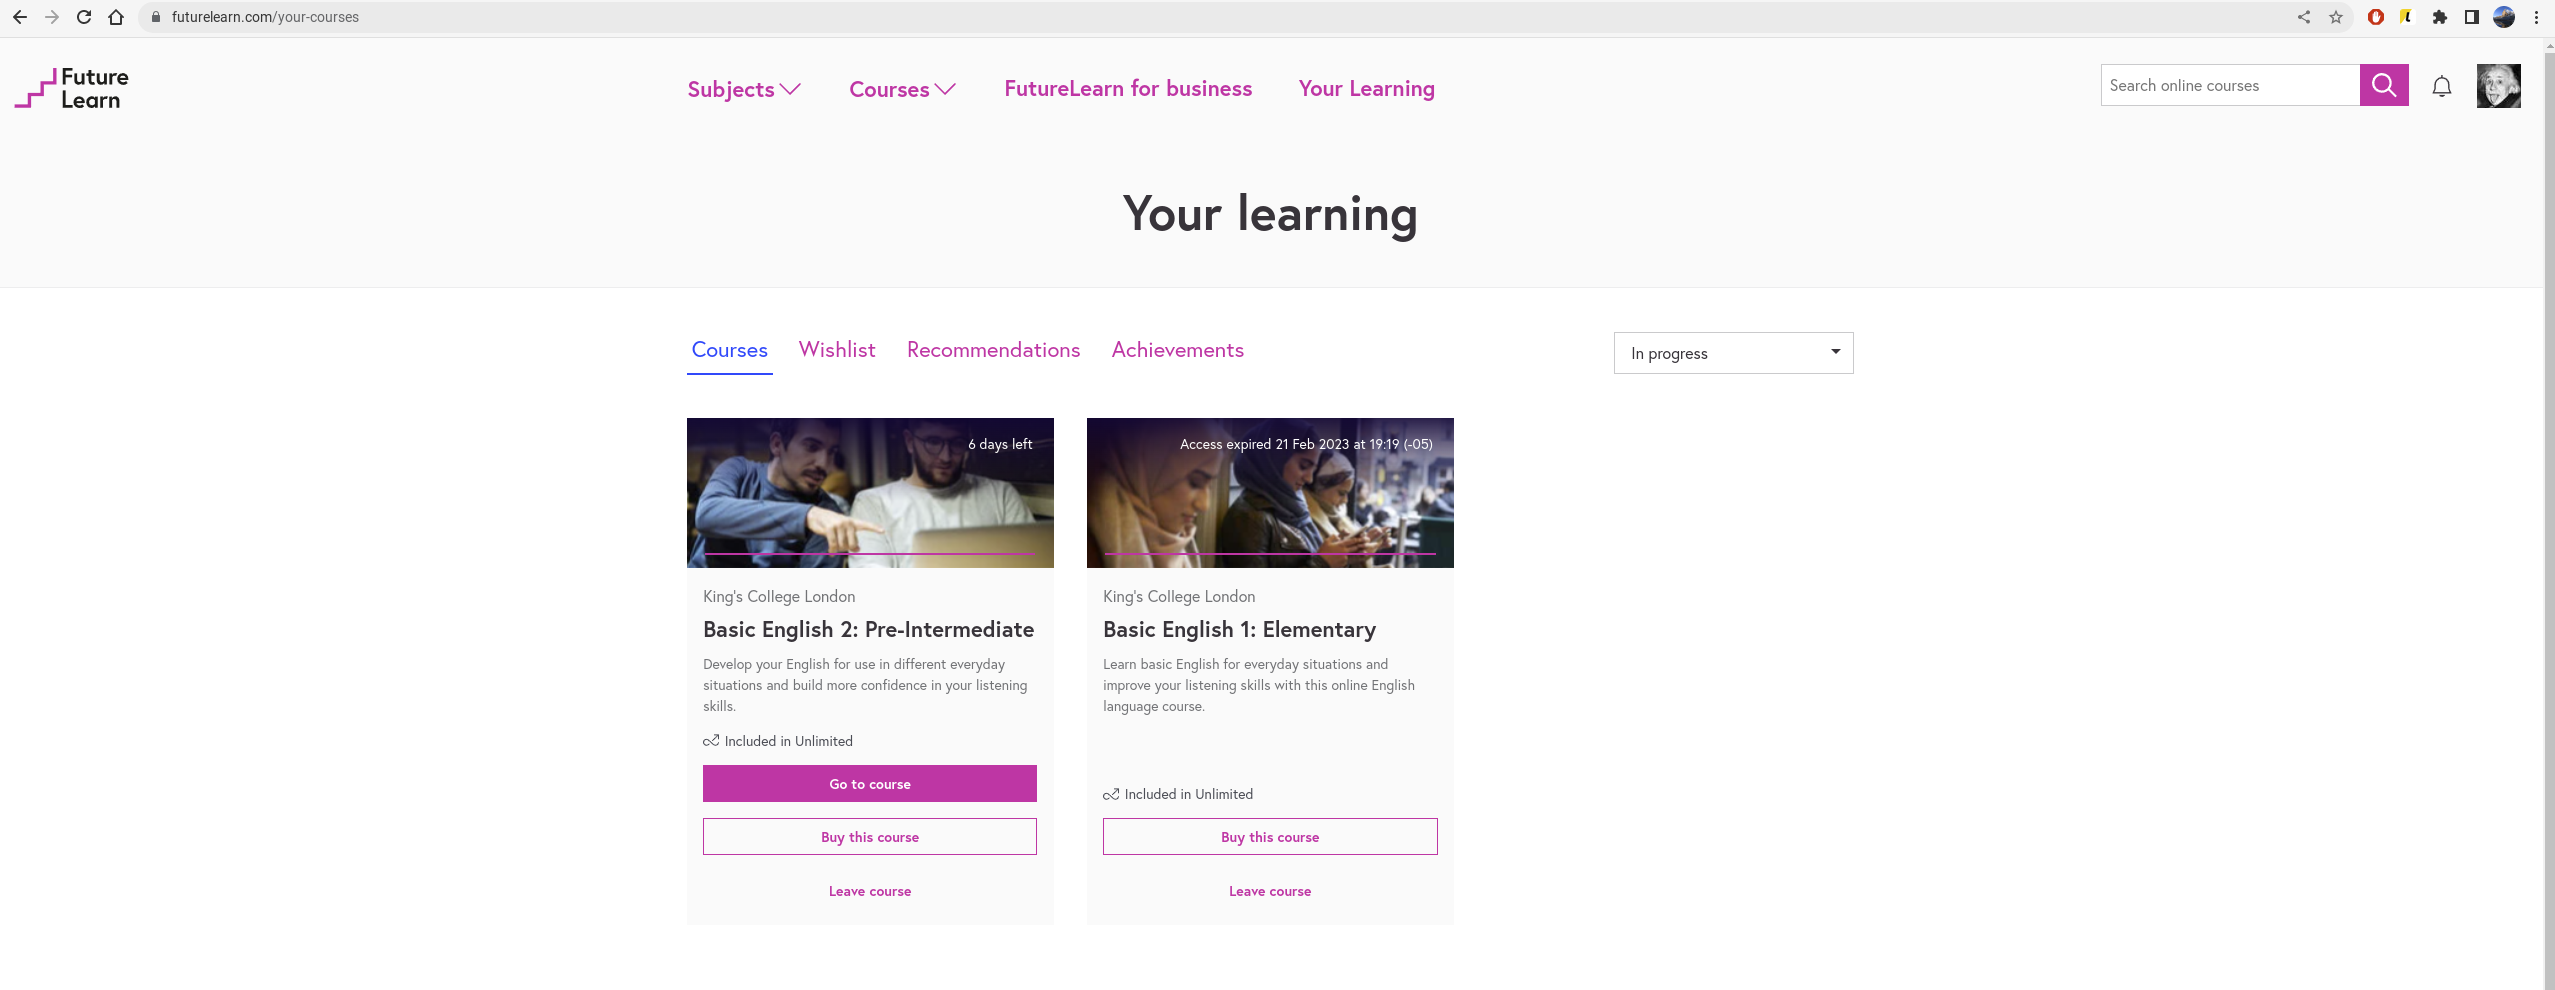 futurelearn.com/your-courses
Future
Learn
Subjects
Courses
FutureLearn for business
Your Learning
Search online courses
Your learning
Courses
Wishlist
Recommendations
Achievements
In progress
6 days left
King's College London
Basic English 2: Pre-Intermediate
Develop your English for use in different everyday
situations and build more confidence in your listening
skills.
Included in Unlimited
Go to course
Buy this course
Leave course
Access expired 21 Feb 2023 at 19:19 (-05)
King's College London
Basic English 1: Elementary
Learn basic English for everyday situations and
improve your listening skills with this online English
language course.
Included in Unlimited
Buy this course
Leave course